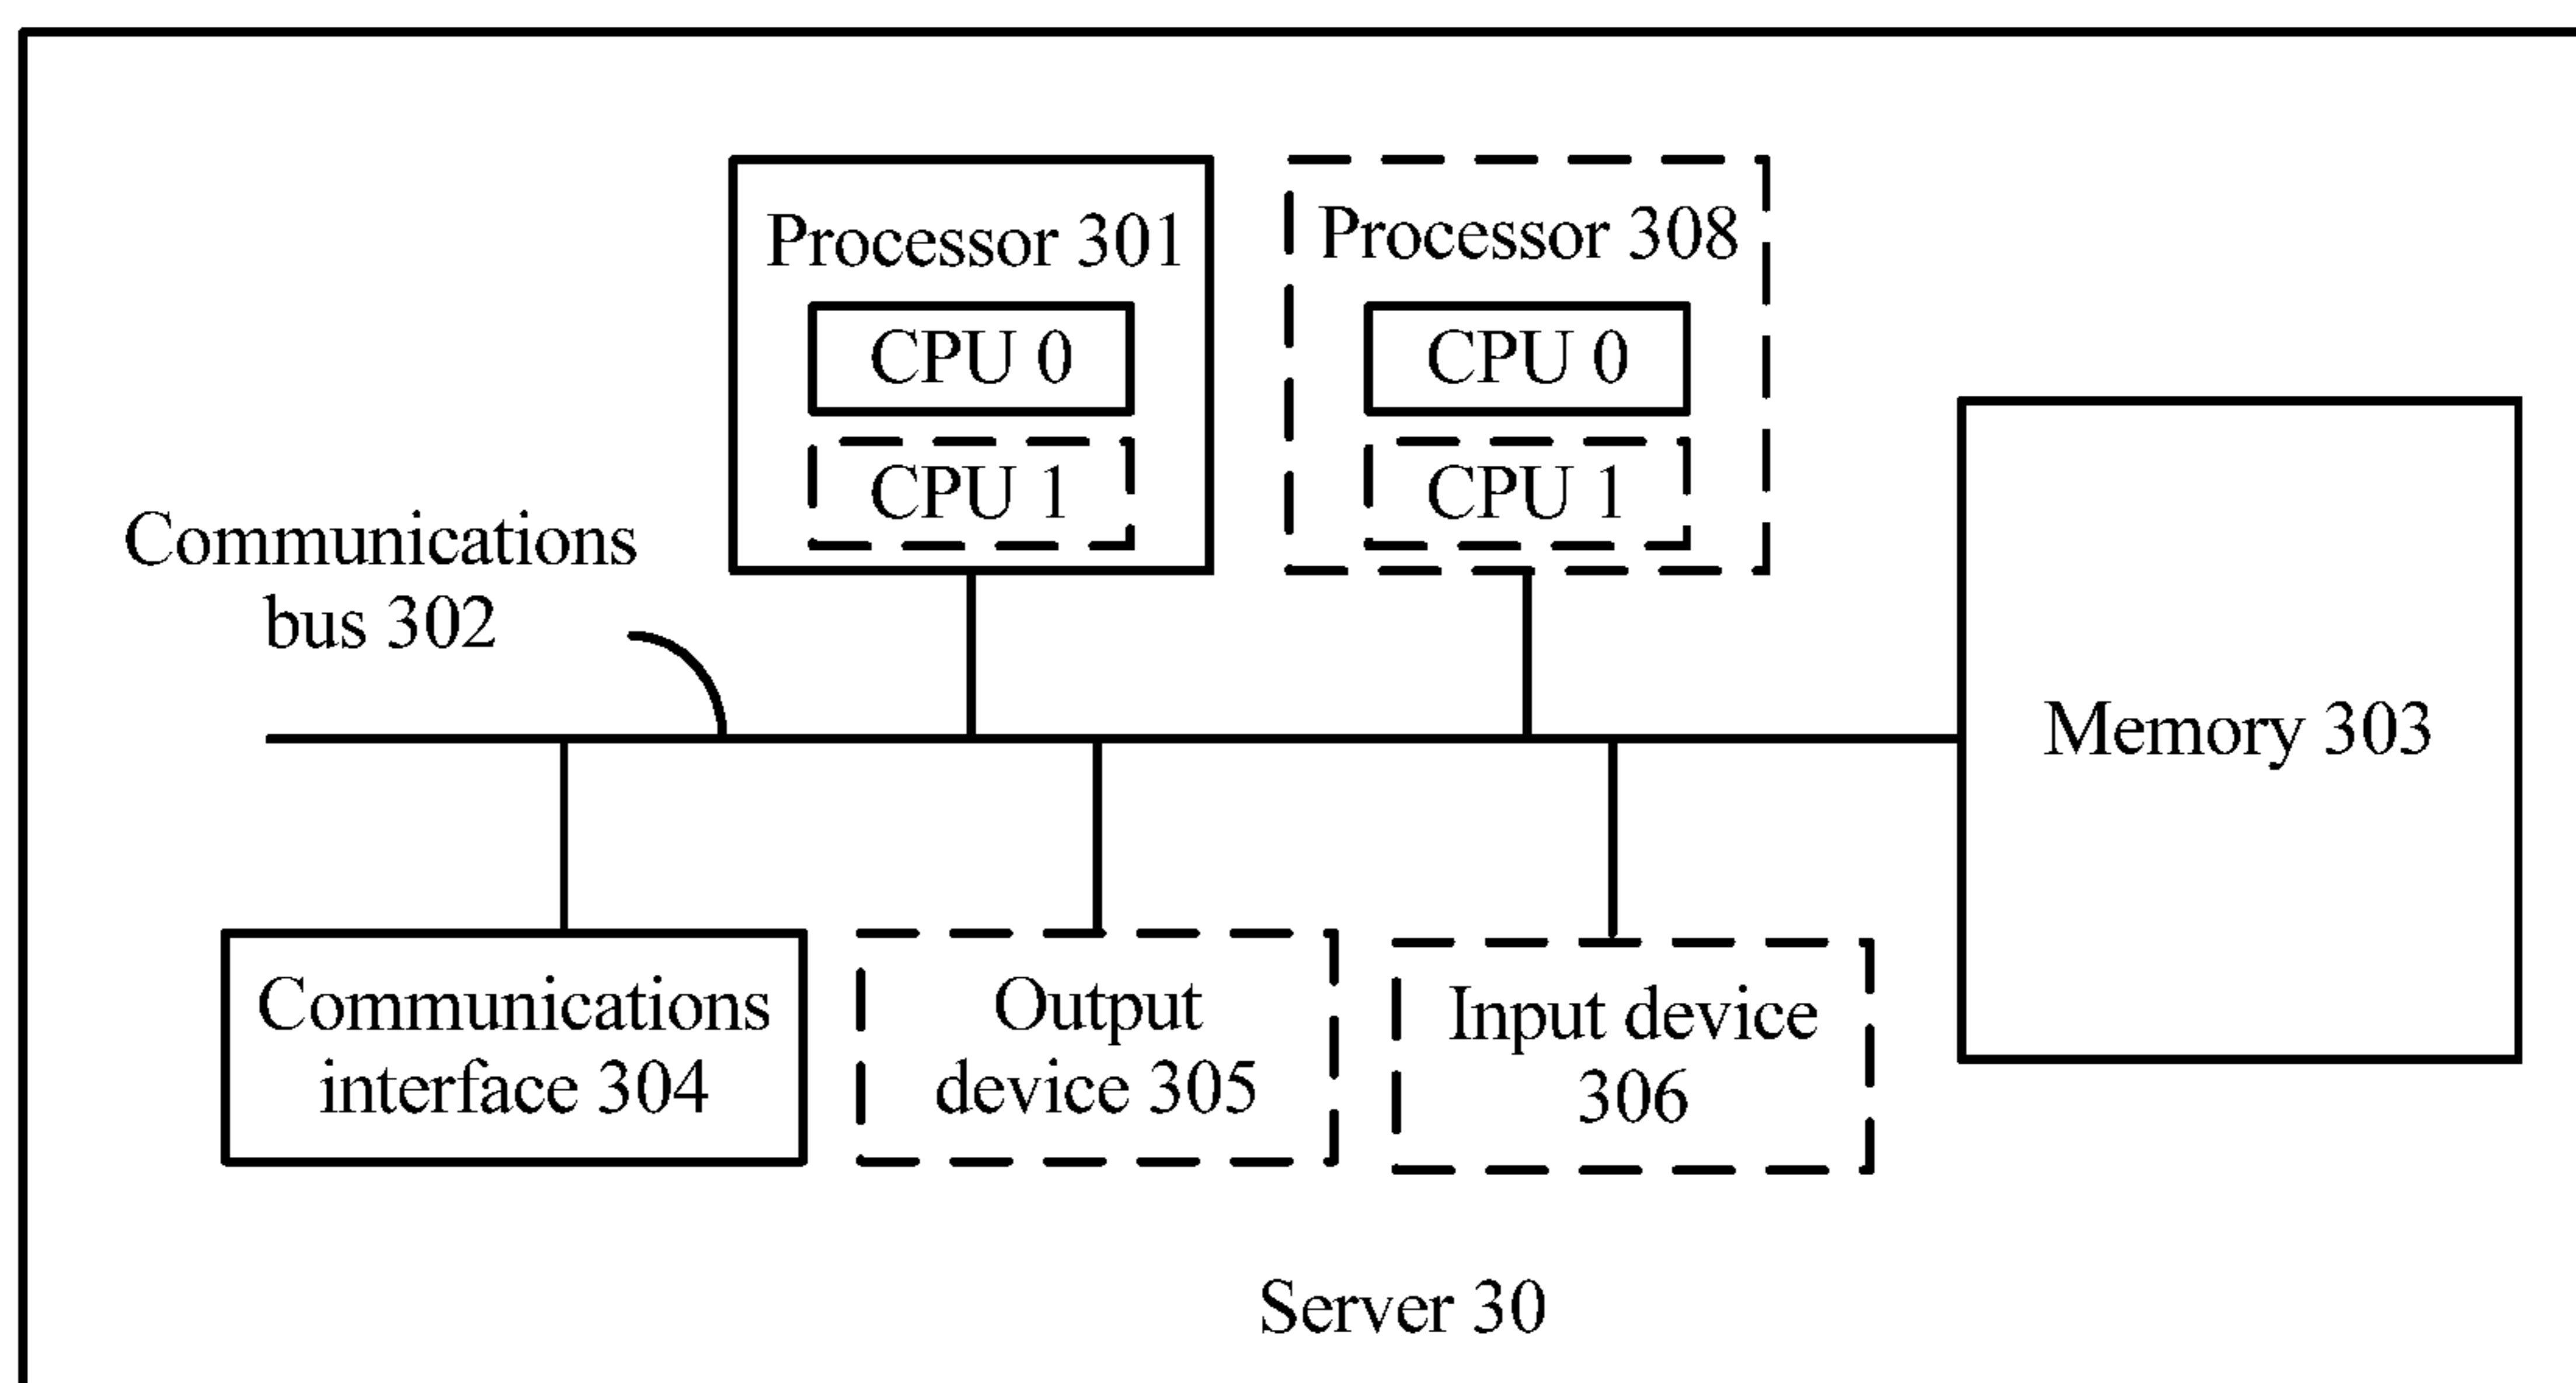 Processor 301
CPU 0
CPU 1
Processor 308
CPU 0
CPU 1
Communications
bus 302
Memory 303
Communications
interface 304
Output
device 305
Input device
306
Server 30